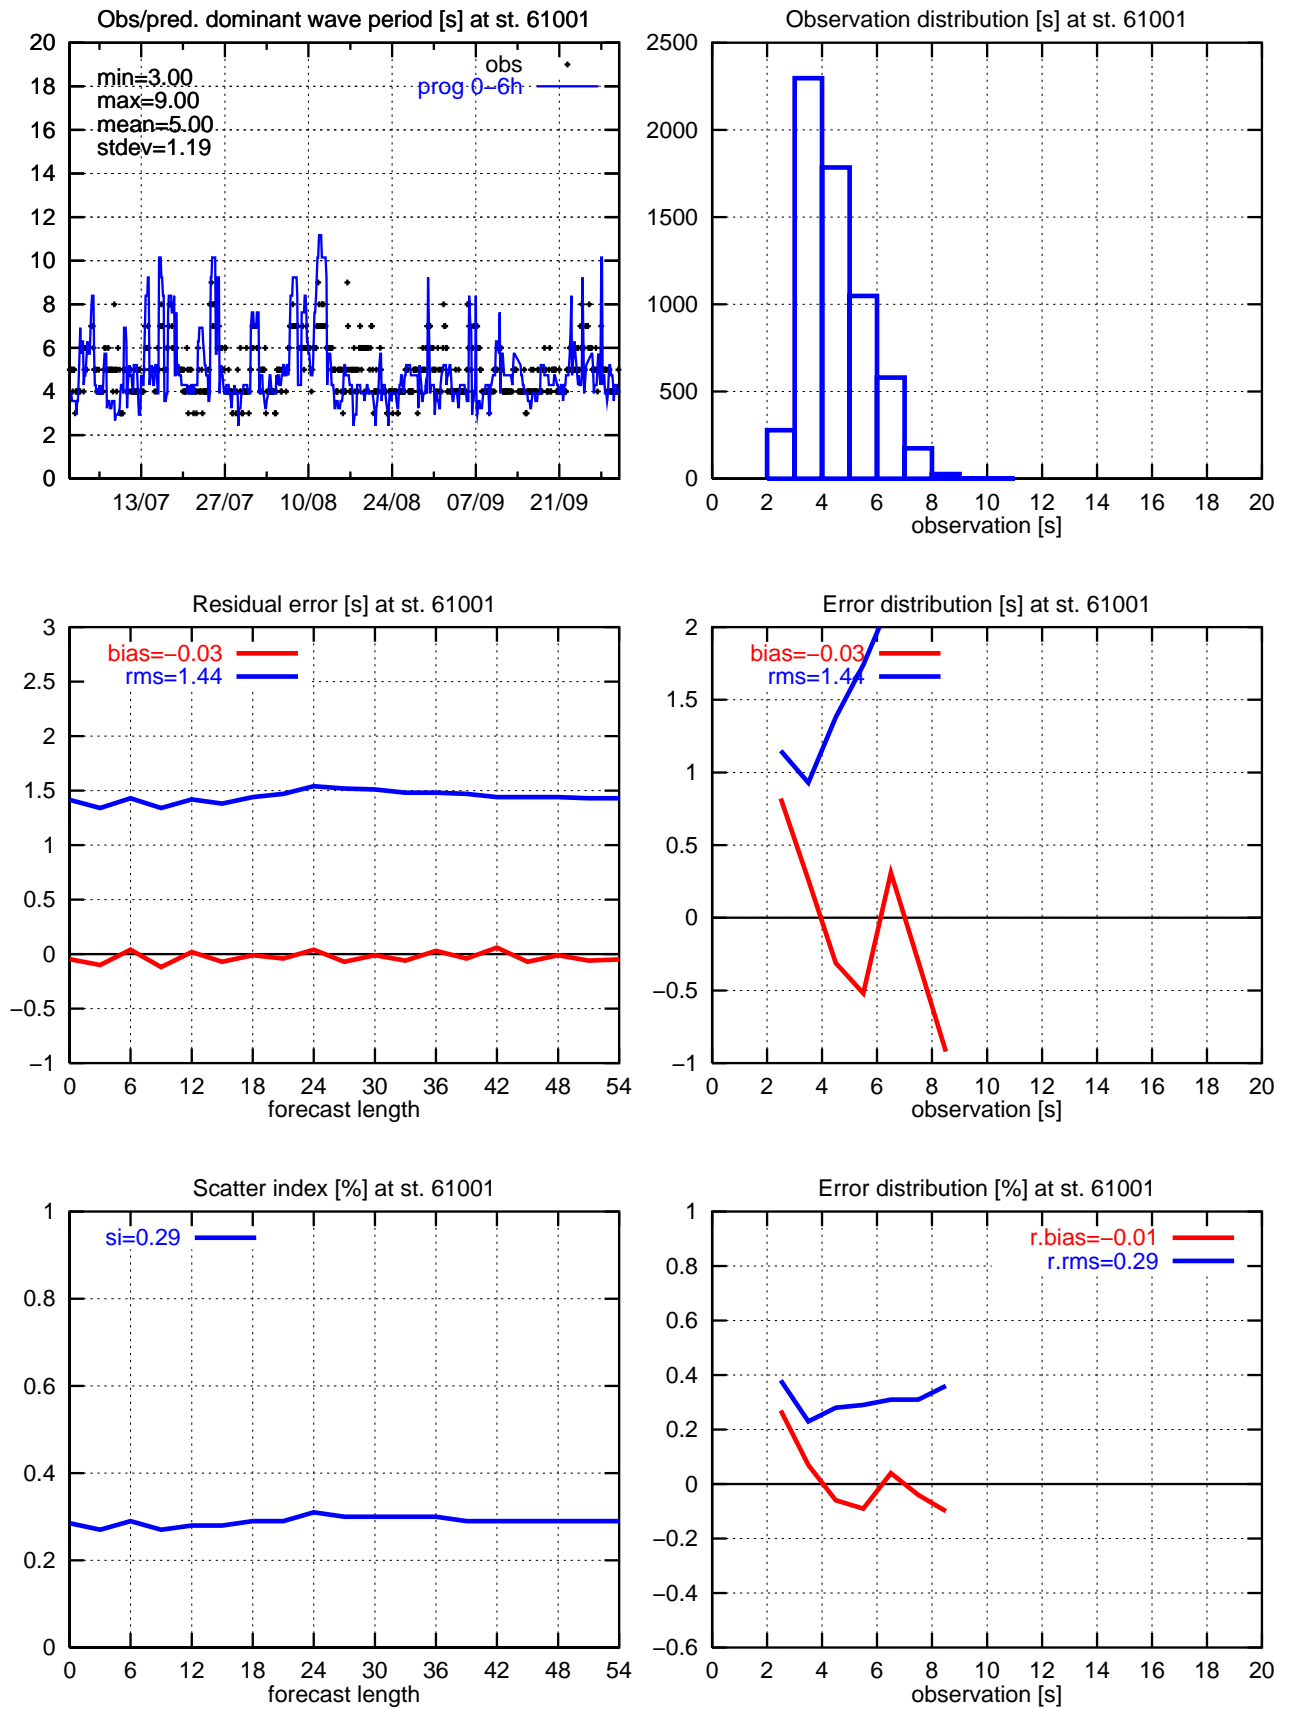 Obs/pred. dominant wave period [s] at st. 61001
20
18
16
14
12
10
8
6
4
2
0
min=3.00
max=9.00
mean=5.00
stdev=1.19
obs
prog 0−6h
13/07 27/07 10/08 24/08 07/09 21/09
Observation distribution [s] at st. 61001
2500
2000
1500
1000
500
0
0 2 4 6 8 10 12 14 16 18 20
observation [s]
Residual error [s] at st. 61001
3
2.5
2
1.5
1
0.5
0
−0.5
−1
bias=−0.03
rms=1.44
0 6 12 18 24 30 36 42 48 54
forecast length
Error distribution [s] at st. 61001
2
1.5
1
0.5
0
−0.5
−1
bias=−0.03
rms=1.44
0 2 4 6 8 10 12 14 16 18 20
observation [s]
Scatter index [%] at st. 61001
1
0.8
0.6
0.4
0.2
0
si=0.29
0 6 12 18 24 30 36 42 48 54
forecast length
Error distribution [%] at st. 61001
1
0.8
0.6
0.4
0.2
0
−0.2
−0.4
−0.6
r.bias=−0.01
r.rms=0.29
0 2 4 6 8 10 12 14 16 18 20
observation [s]